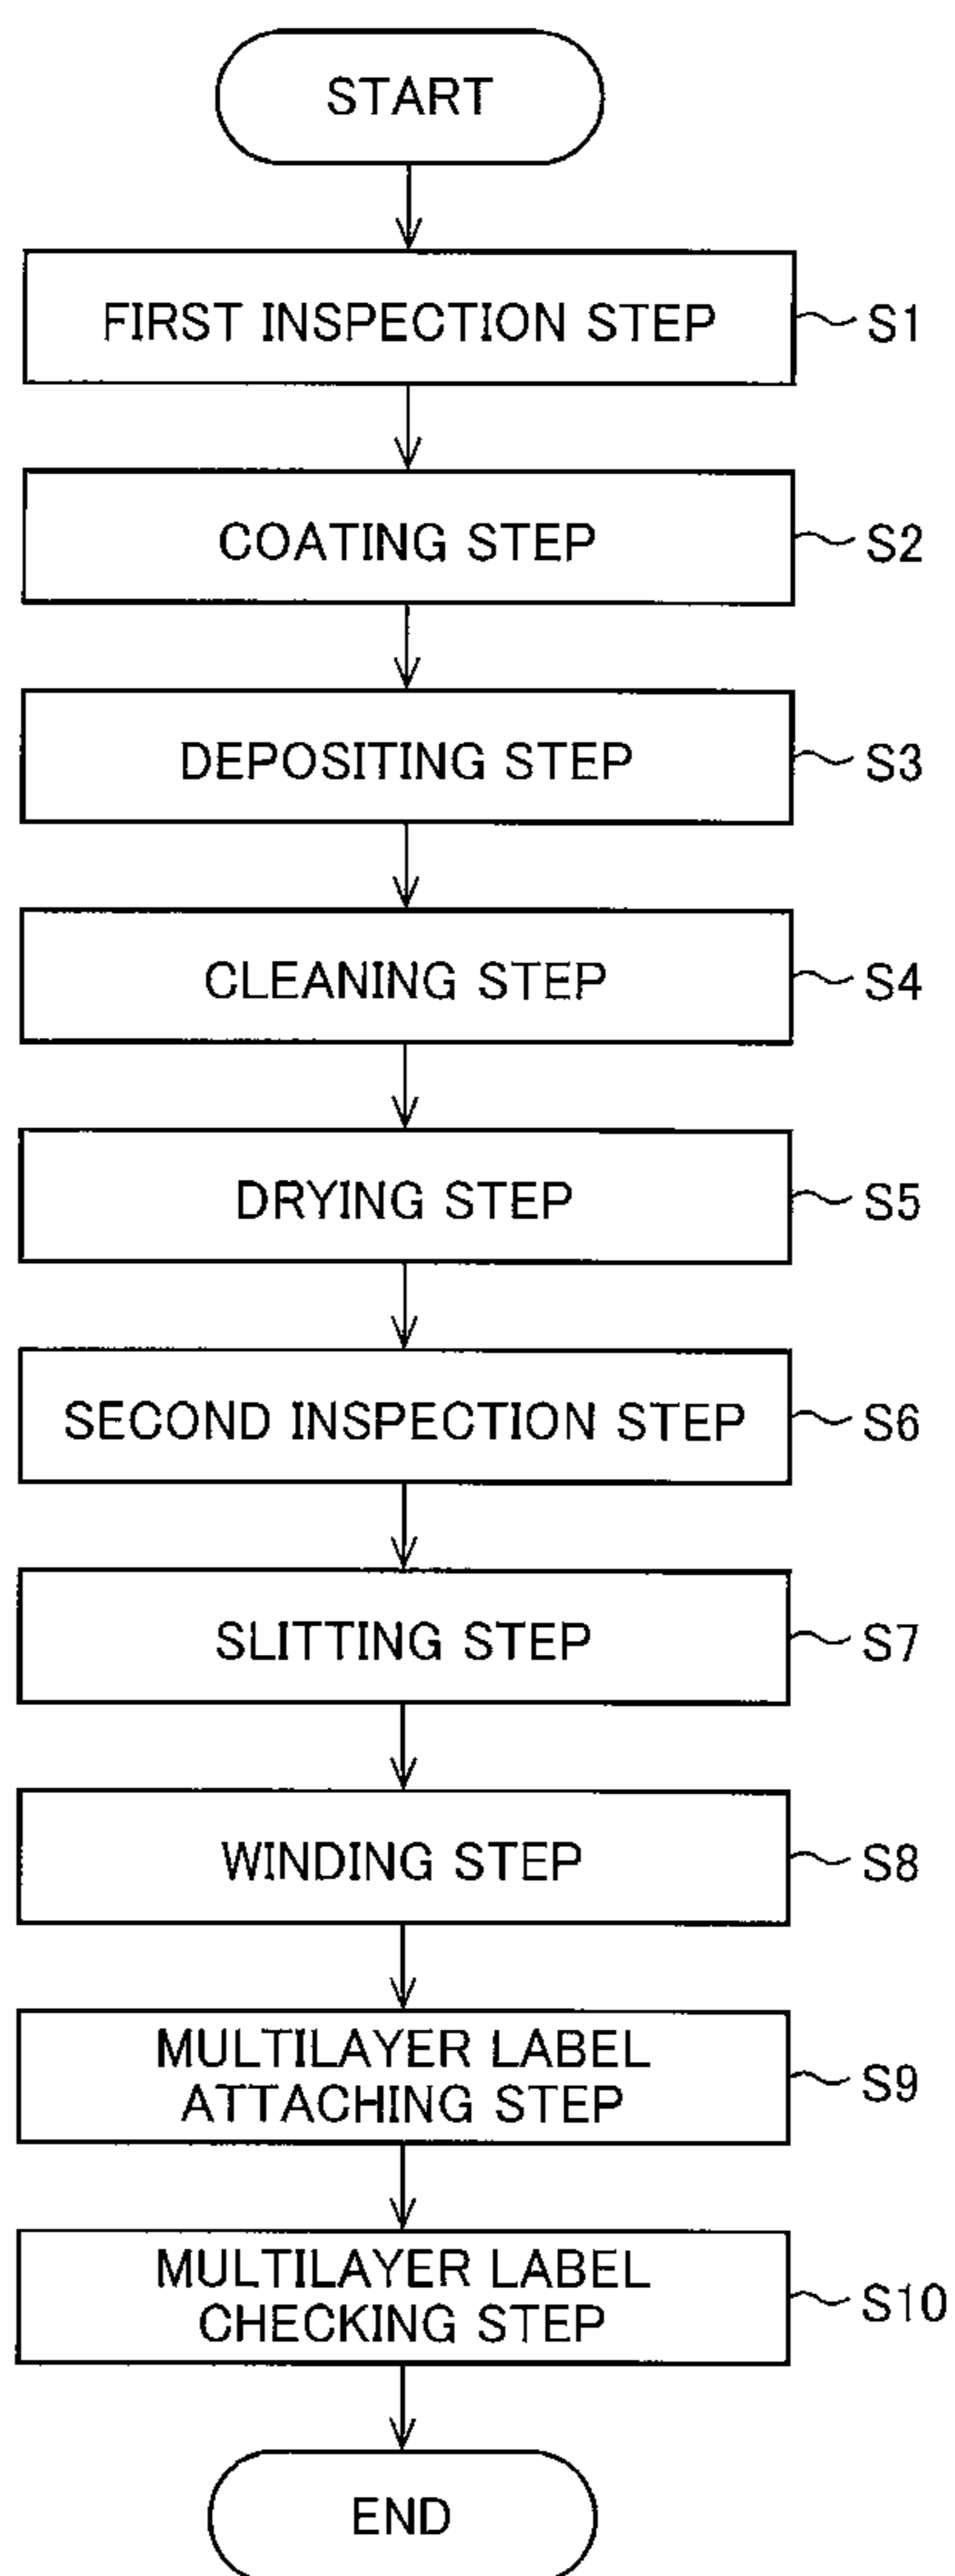 START
FIRST INSPECTION STEP
S1
COATING STEP
S2
DEPOSITING STEP
S3
CLEANING STEP
S4
DRYING STEP
S5
SECOND INSPECTION STEP
S6
SLITTING STEP
S7
WINDING STEP
S8
MULTILAYER LABEL
ATTACHING STEP
S9
MULTILAYER LABEL
CHECKING STEP
S10
END